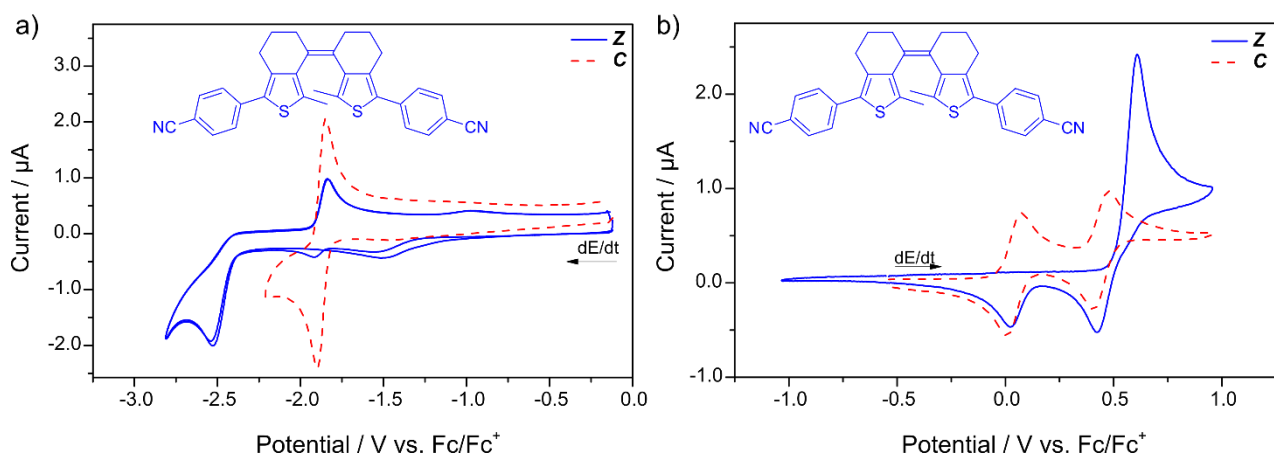 a)
Current / µA
3.0
2.0
1.0
0.0
-1.0
-2.0
-3.0
-2.5
-2.0
-1.5
-1.0
-0.5
0.0
Potential / V vs. Fc/Fc+
Z
C
S
S
NC
CN
dE/dt
b)
Current / µA
2.0
1.0
0.0
-1.0
-1.0
-0.5
0.0
0.5
1.0
Potential / V vs. Fc/Fc+
Z
C
S
S
NC
CN
dE/dt